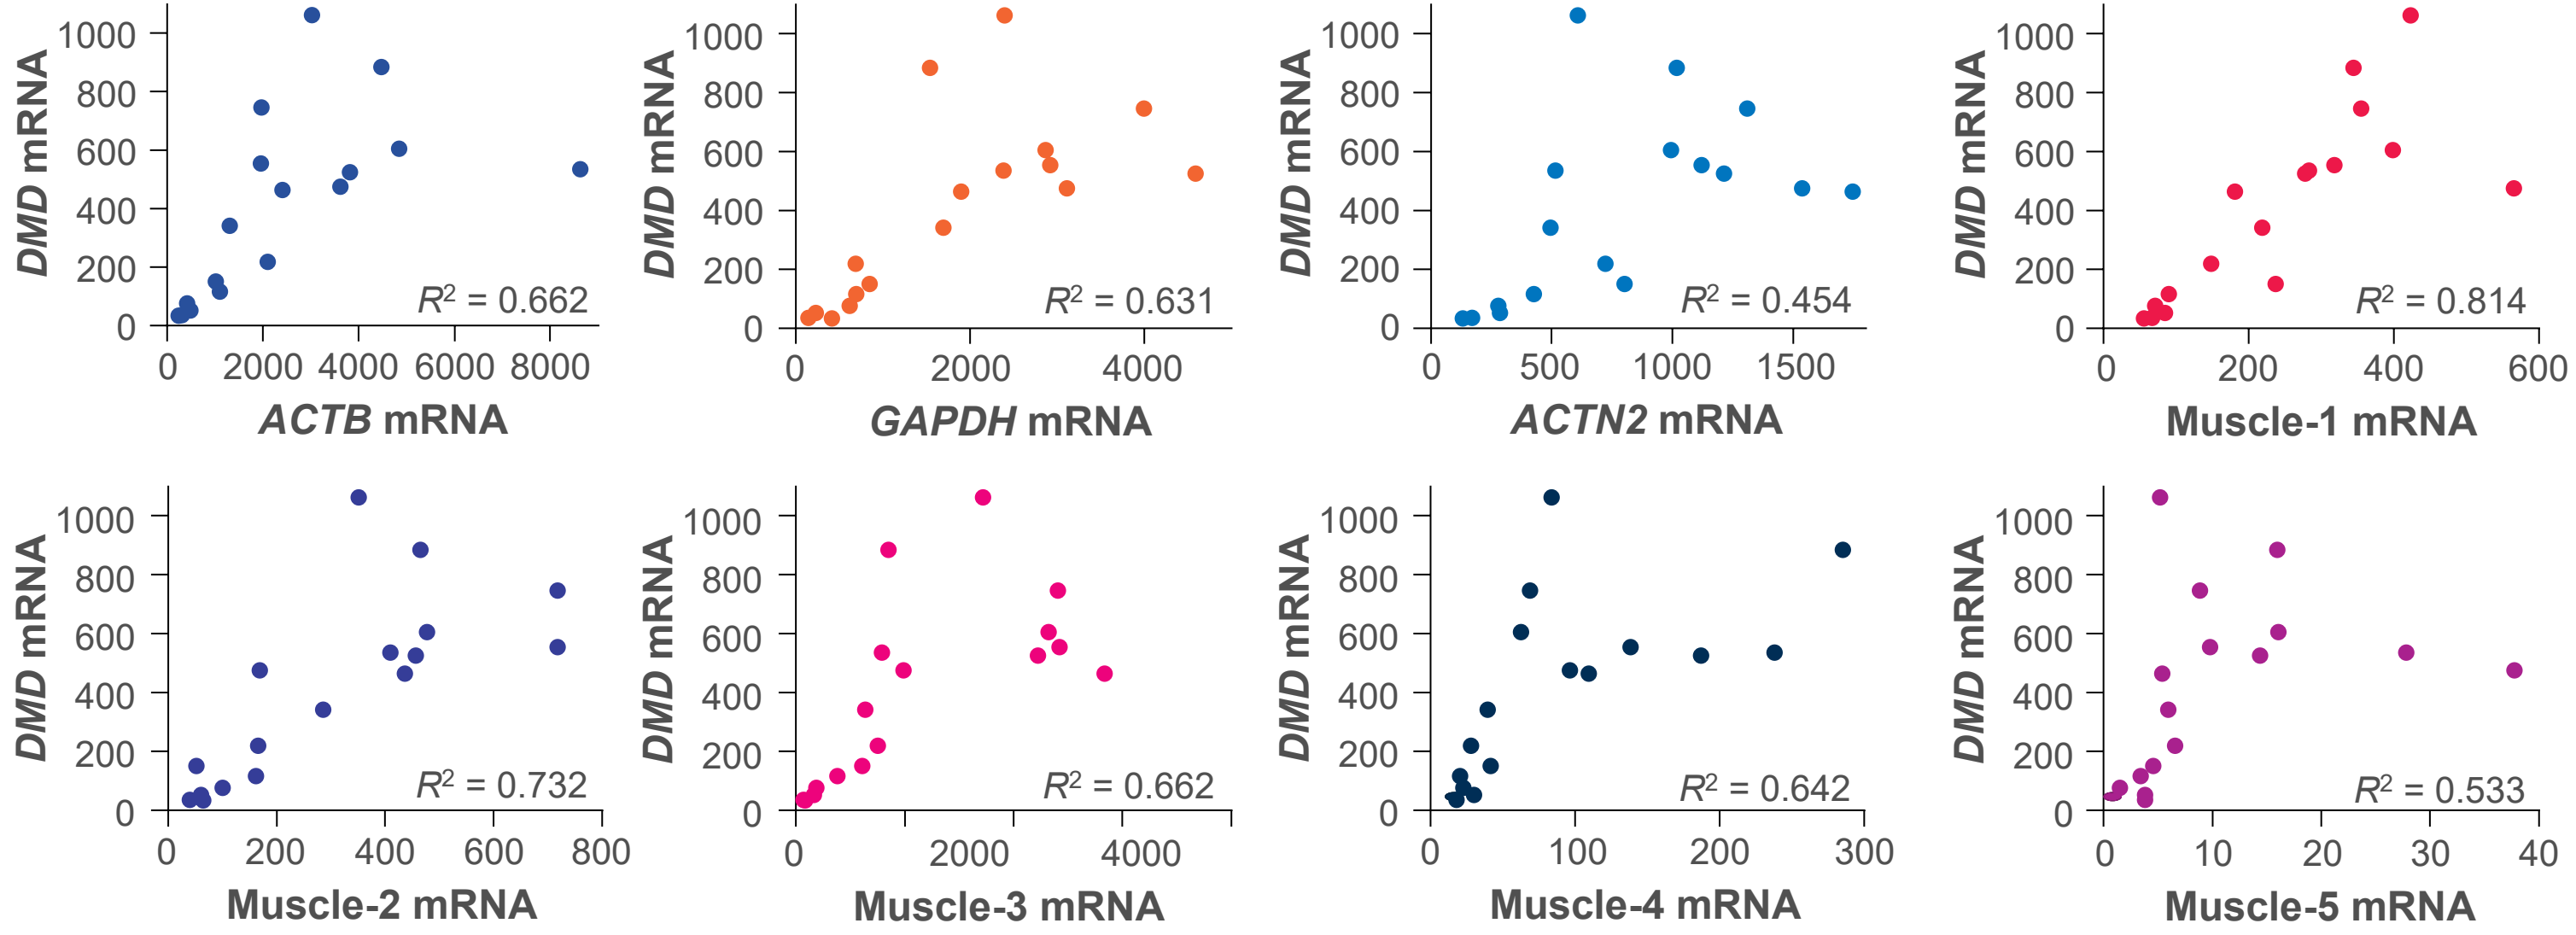 DMD mRNA
1000
800
600
400
200
0
R² = 0.662
0 2000 4000 6000 8000
ACTB mRNA
DMD mRNA
1000
800
600
400
200
0
R² = 0.631
0 2000 4000
GAPDH mRNA
DMD mRNA
1000
800
600
400
200
0
R² = 0.454
0 500 1000 1500
ACTN2 mRNA
DMD mRNA
1000
800
600
400
200
0
R² = 0.814
0 200 400 600
Muscle-1 mRNA
DMD mRNA
1000
800
600
400
200
0
R² = 0.732
0 200 400 600 800
Muscle-2 mRNA
DMD mRNA
1000
800
600
400
200
0
R² = 0.662
0 2000 4000
Muscle-3 mRNA
DMD mRNA
1000
800
600
400
200
0
R² = 0.642
0 100 200 300
Muscle-4 mRNA
DMD mRNA
1000
800
600
400
200
0
R² = 0.533
0 10 20 30 40
Muscle-5 mRNA